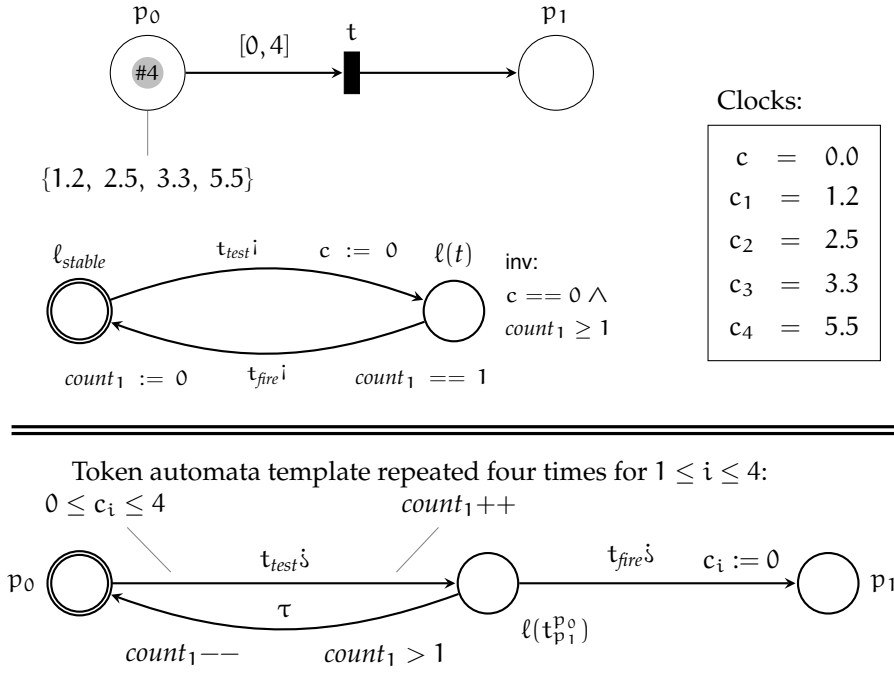 p₀ p₁
t
[0, 4]
#4
{1.2, 2.5, 3.3, 5.5}
Clocks:
c = 0.0
c₁ = 1.2
c₂ = 2.5
c₃ = 3.3
c₄ = 5.5
ℓstable t_test¡ c := 0 ℓ(t)
inv:
c == 0 ∧
count₁ ≥ 1
count₁ := 0 t_fire¡ count₁ == 1
Token automata template repeated four times for 1 ≤ i ≤ 4:
0 ≤ cᵢ ≤ 4 count₁++
p₀ t_test¿ t_fire¿ cᵢ := 0 p₁
τ
ℓ(t^p₀_p₁)
count₁−− count₁ > 1